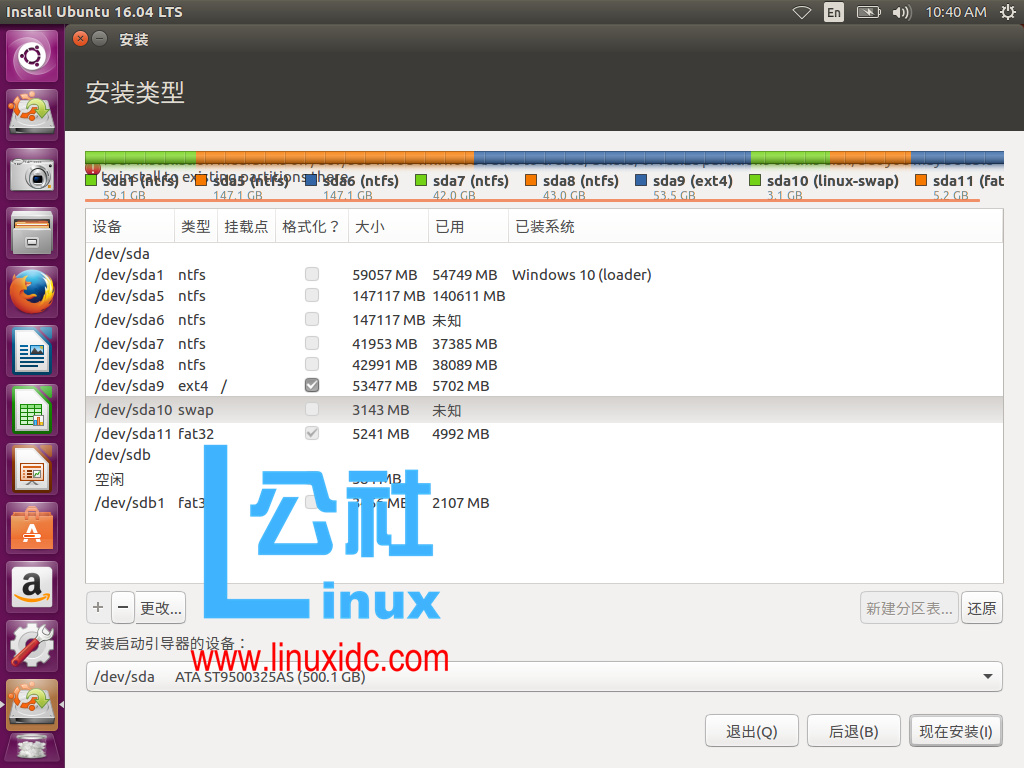 Install Ubuntu 16.04 LTS
En
10:40 AM
安装
安装类型
to install to existing partitions there.
sda1 (ntfs) sda5 (ntfs) sda6 (ntfs) sda7 (ntfs) sda8 (ntfs) sda9 (ext4) sda10 (linux-swap) sda11 (fat
59.1 GB 147.1 GB 147.1 GB 42.0 GB 43.0 GB 53.5 GB 3.1 GB 5.2 GB
设备 类型 挂载点 格式化？ 大小 已用 已装系统
/dev/sda
/dev/sda1 ntfs 59057 MB 54749 MB Windows 10 (loader)
/dev/sda5 ntfs 147117 MB 140611 MB
/dev/sda6 ntfs 147117 MB 未知
/dev/sda7 ntfs 41953 MB 37385 MB
/dev/sda8 ntfs 42991 MB 38089 MB
/dev/sda9 ext4 / 53477 MB 5702 MB
/dev/sda10 swap 3143 MB 未知
/dev/sda11 fat32 5241 MB 4992 MB
/dev/sdb
空闲 MB
/dev/sdb1 MB 2107 MB
+ − 更改... 新建分区表... 还原
安装启动引导器的设备：
/dev/sda ATA ST9500325AS (500.1 GB)
退出(Q) 后退(B) 现在安装(I)
Linux
公社
www.linuxidc.com